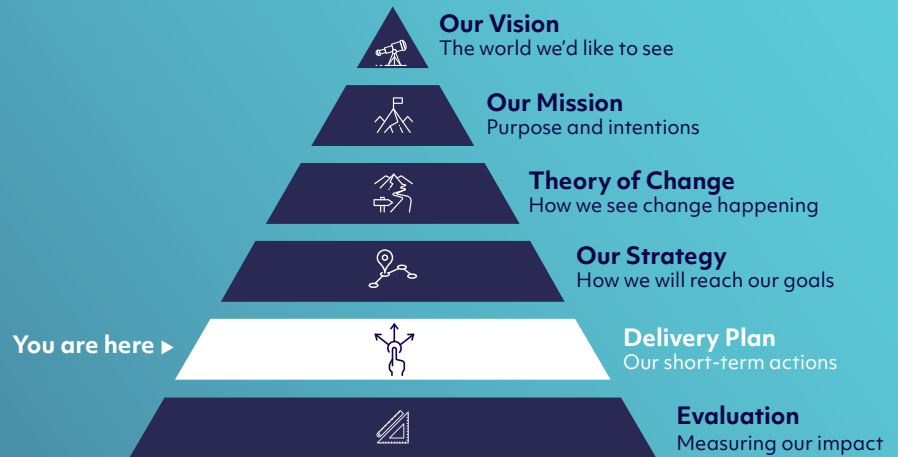 Our Vision
The world we'd like to see
Our Mission
Purpose and intentions
Theory of Change
How we see change happening
Our Strategy
How we will reach our goals
You are here
Delivery Plan
Our short-term actions
Evaluation
Measuring our impact